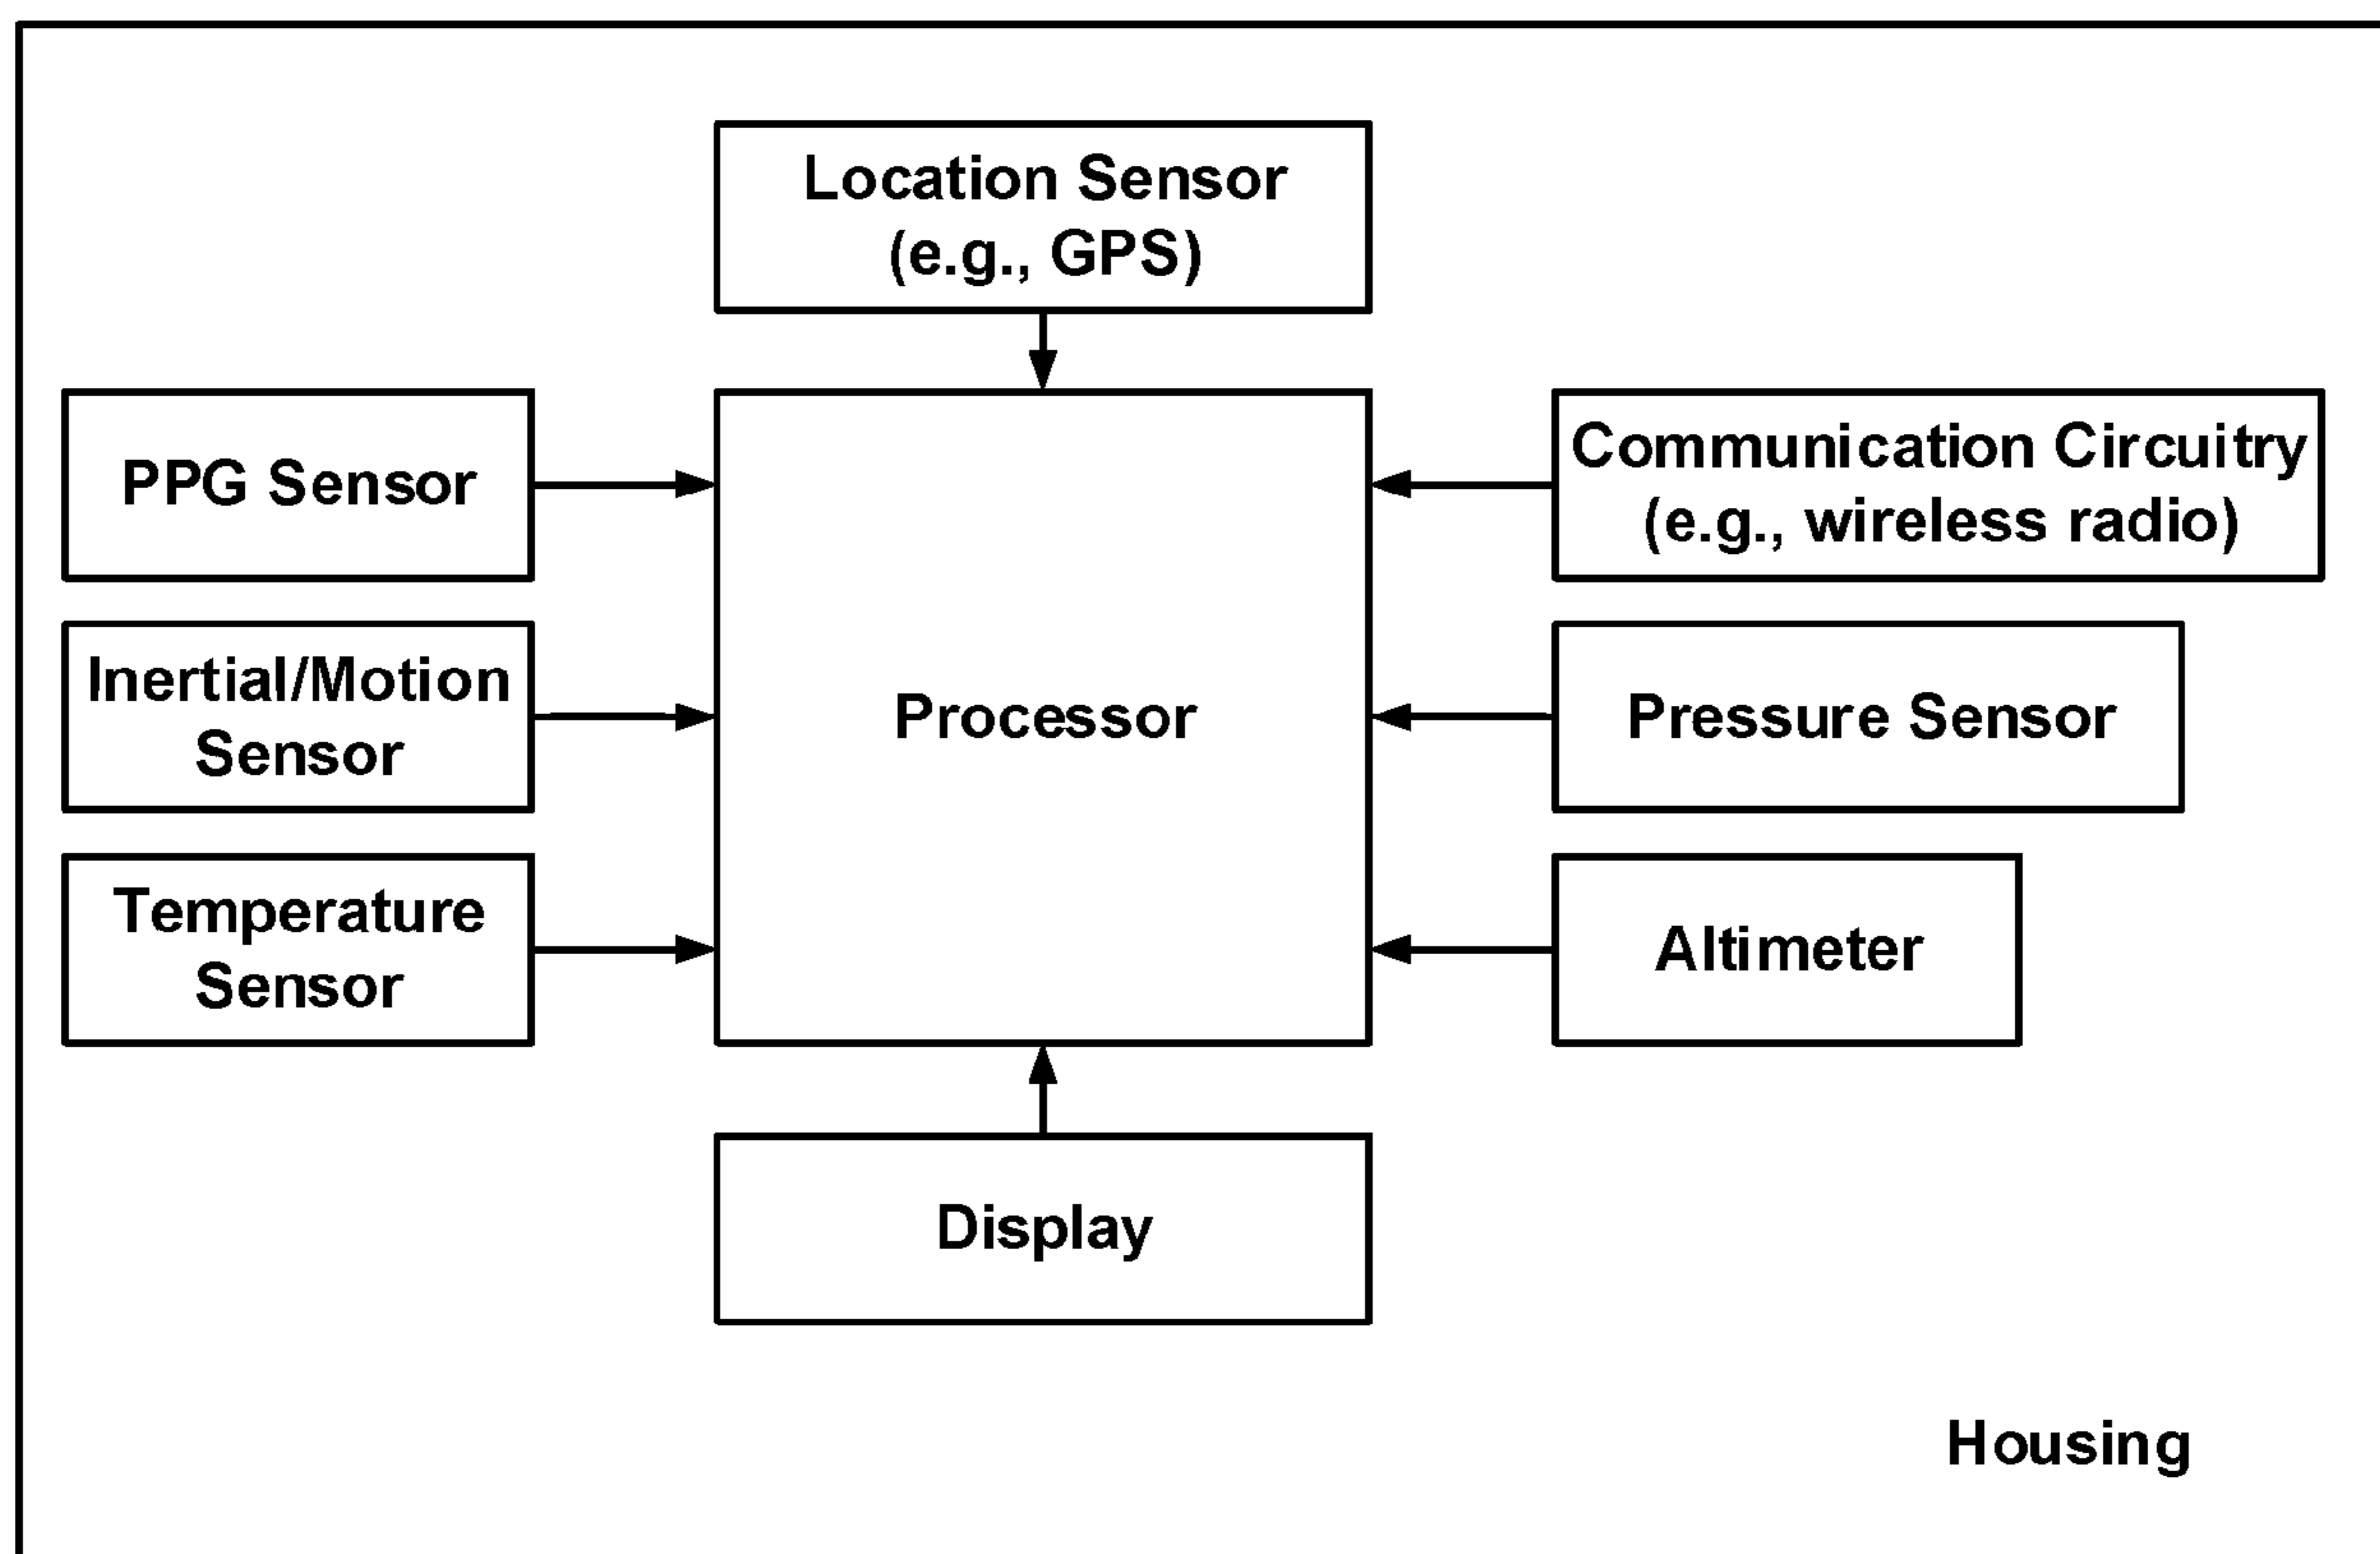 Location Sensor
(e.g., GPS)
PPG Sensor
Communication Circuitry
(e.g., wireless radio)
Inertial/Motion
Sensor
Processor
Pressure Sensor
Temperature
Sensor
Altimeter
Display
Housing